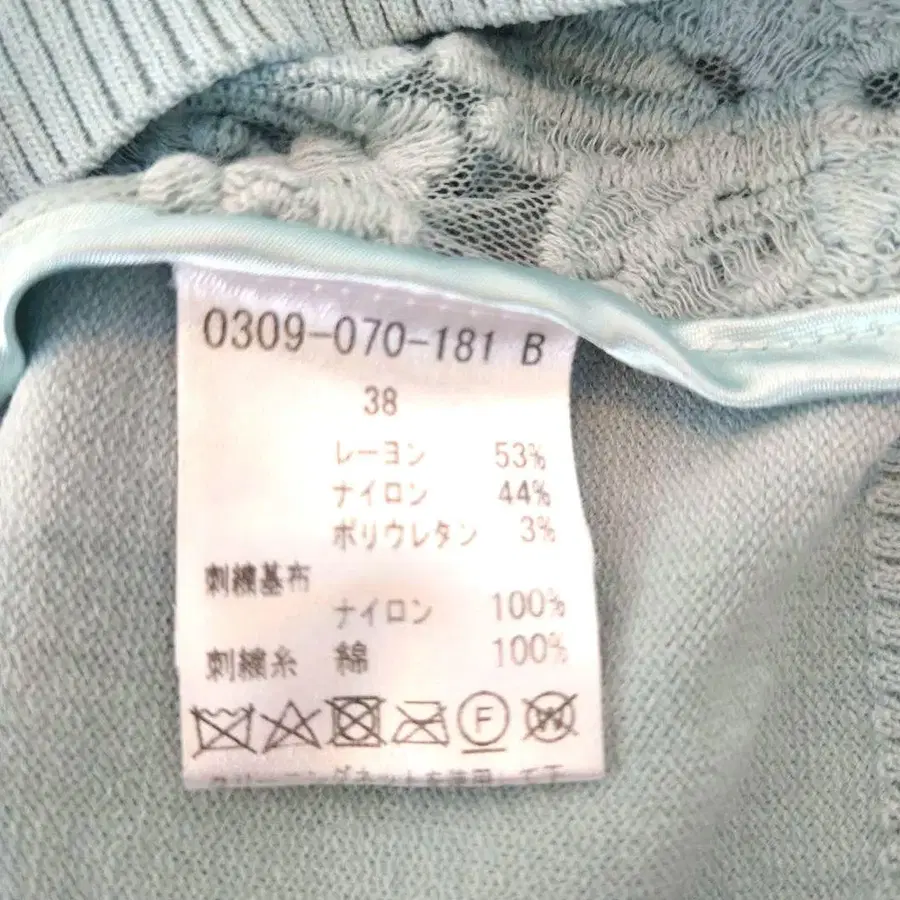 0309-070-181 B
38
レーヨン 53%
ナイロン 44%
ポリウレタン 3%
刺繍基布
ナイロン 100%
刺繍糸 綿 100%
F
W